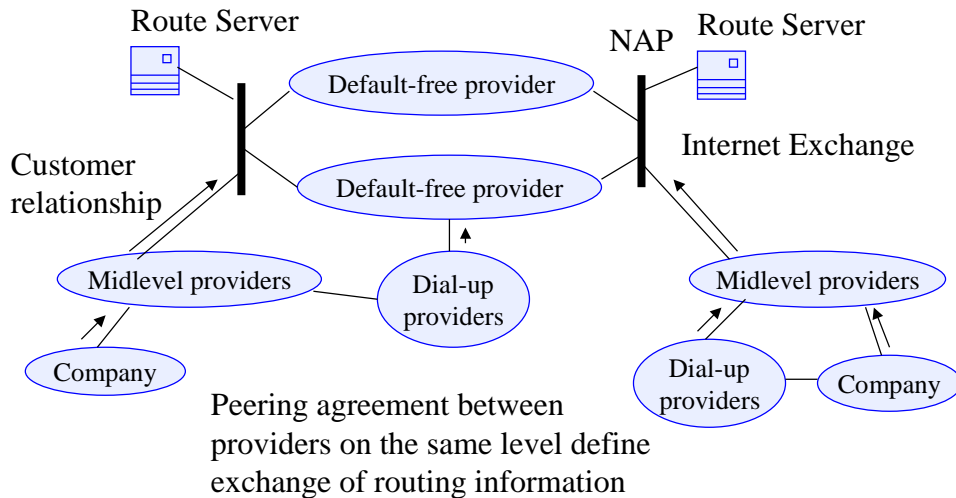 Route Server
NAP
Route Server
Default-free provider
Internet Exchange
Customer
relationship
Default-free provider
Midlevel providers
Dial-up
providers
Midlevel providers
Company
Dial-up
providers
Company
Peering agreement between
providers on the same level define
exchange of routing information